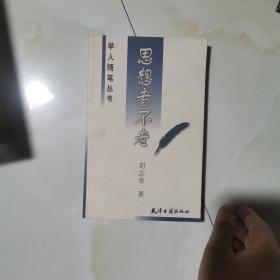 学人随笔丛书
思想者不老
刘志琴 著
天津古籍出版社